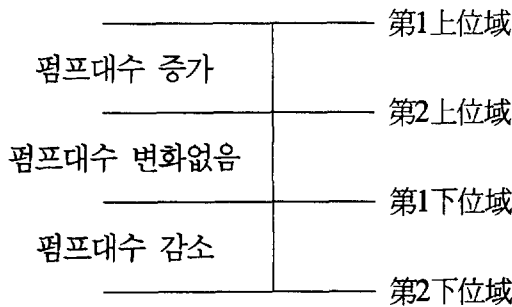 第1上位域
펌프대수 증가
第2上位域
펌프대수 변화없음
第1下位域
펌프대수 감소
第2下位域